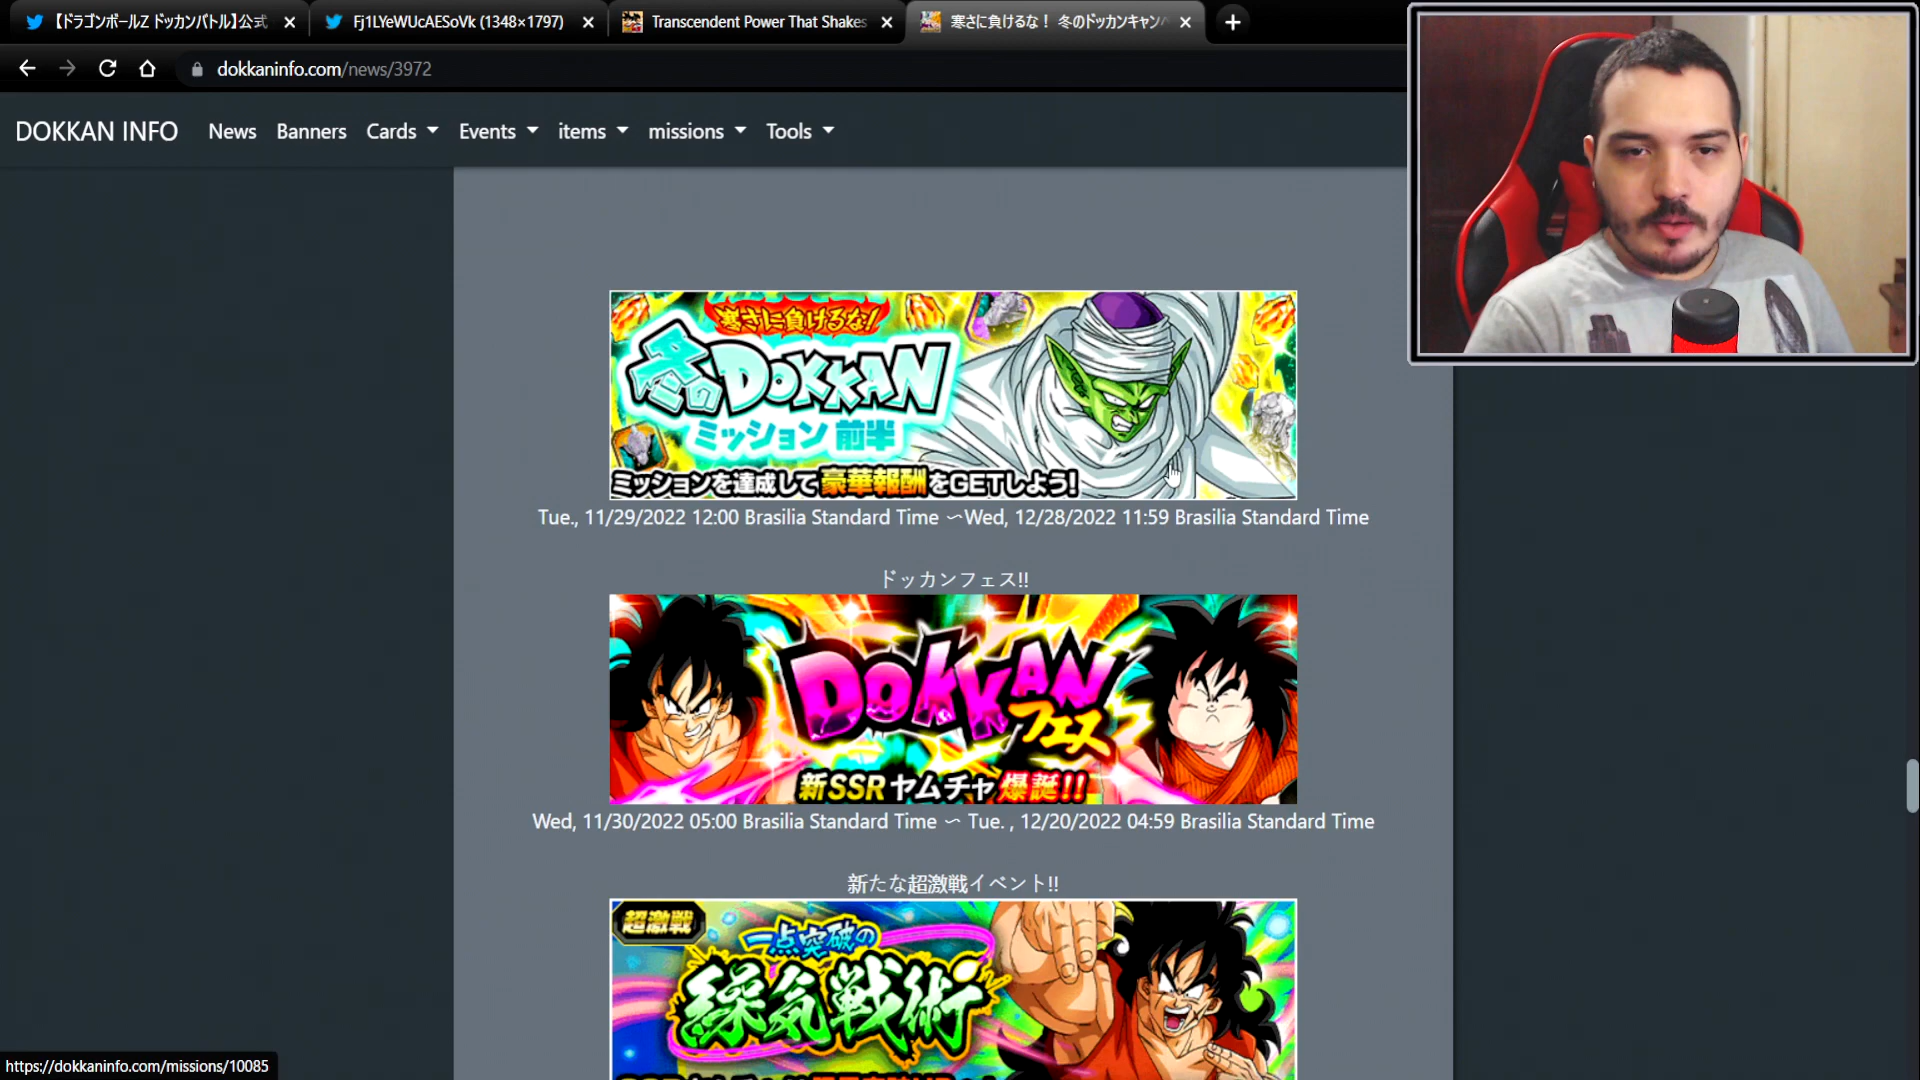 【ドラゴンボールZ ドッカンバトル】公式
Fj1LYeWUcAESoVk (1348×1797)
Transcendent Power That Shakes
寒さに負けるな！ 冬のドッカンキャンペ
dokkaninfo.com/news/3972
DOKKAN INFO News Banners Cards Events items missions Tools
寒さに負けるな!
冬のDOKKAN
ミッション 前半
ミッションを達成して豪華報酬をGETしよう!
Tue., 11/29/2022 12:00 Brasilia Standard Time 〜Wed, 12/28/2022 11:59 Brasilia Standard Time
ドッカンフェス!!
DOKKAN
フェス
新SSR ヤムチャ 爆誕!!
Wed, 11/30/2022 05:00 Brasilia Standard Time 〜 Tue. , 12/20/2022 04:59 Brasilia Standard Time
新たな超激戦イベント!!
超激戦
一点突破の
繰気戦術
https://dokkaninfo.com/missions/10085